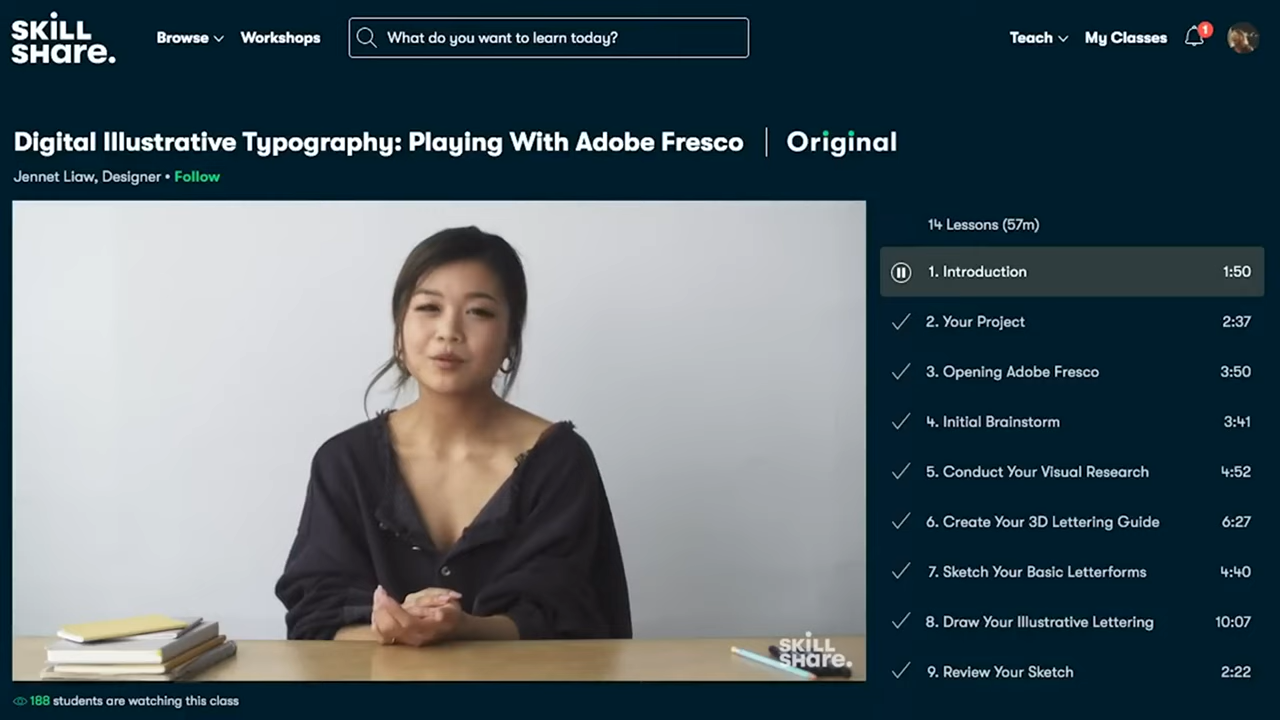 SKILL
SHare.
Browse
Workshops
What do you want to learn today?
Teach
My Classes
1
Digital Illustrative Typography: Playing With Adobe Fresco | Original
Jennet Liaw, Designer • Follow
14 Lessons (57m)
1. Introduction 1:50
2. Your Project 2:37
3. Opening Adobe Fresco 3:50
4. Initial Brainstorm 3:41
5. Conduct Your Visual Research 4:52
6. Create Your 3D Lettering Guide 6:27
7. Sketch Your Basic Letterforms 4:40
8. Draw Your Illustrative Lettering 10:07
9. Review Your Sketch 2:22
SKILL
SHare.
188 students are watching this class